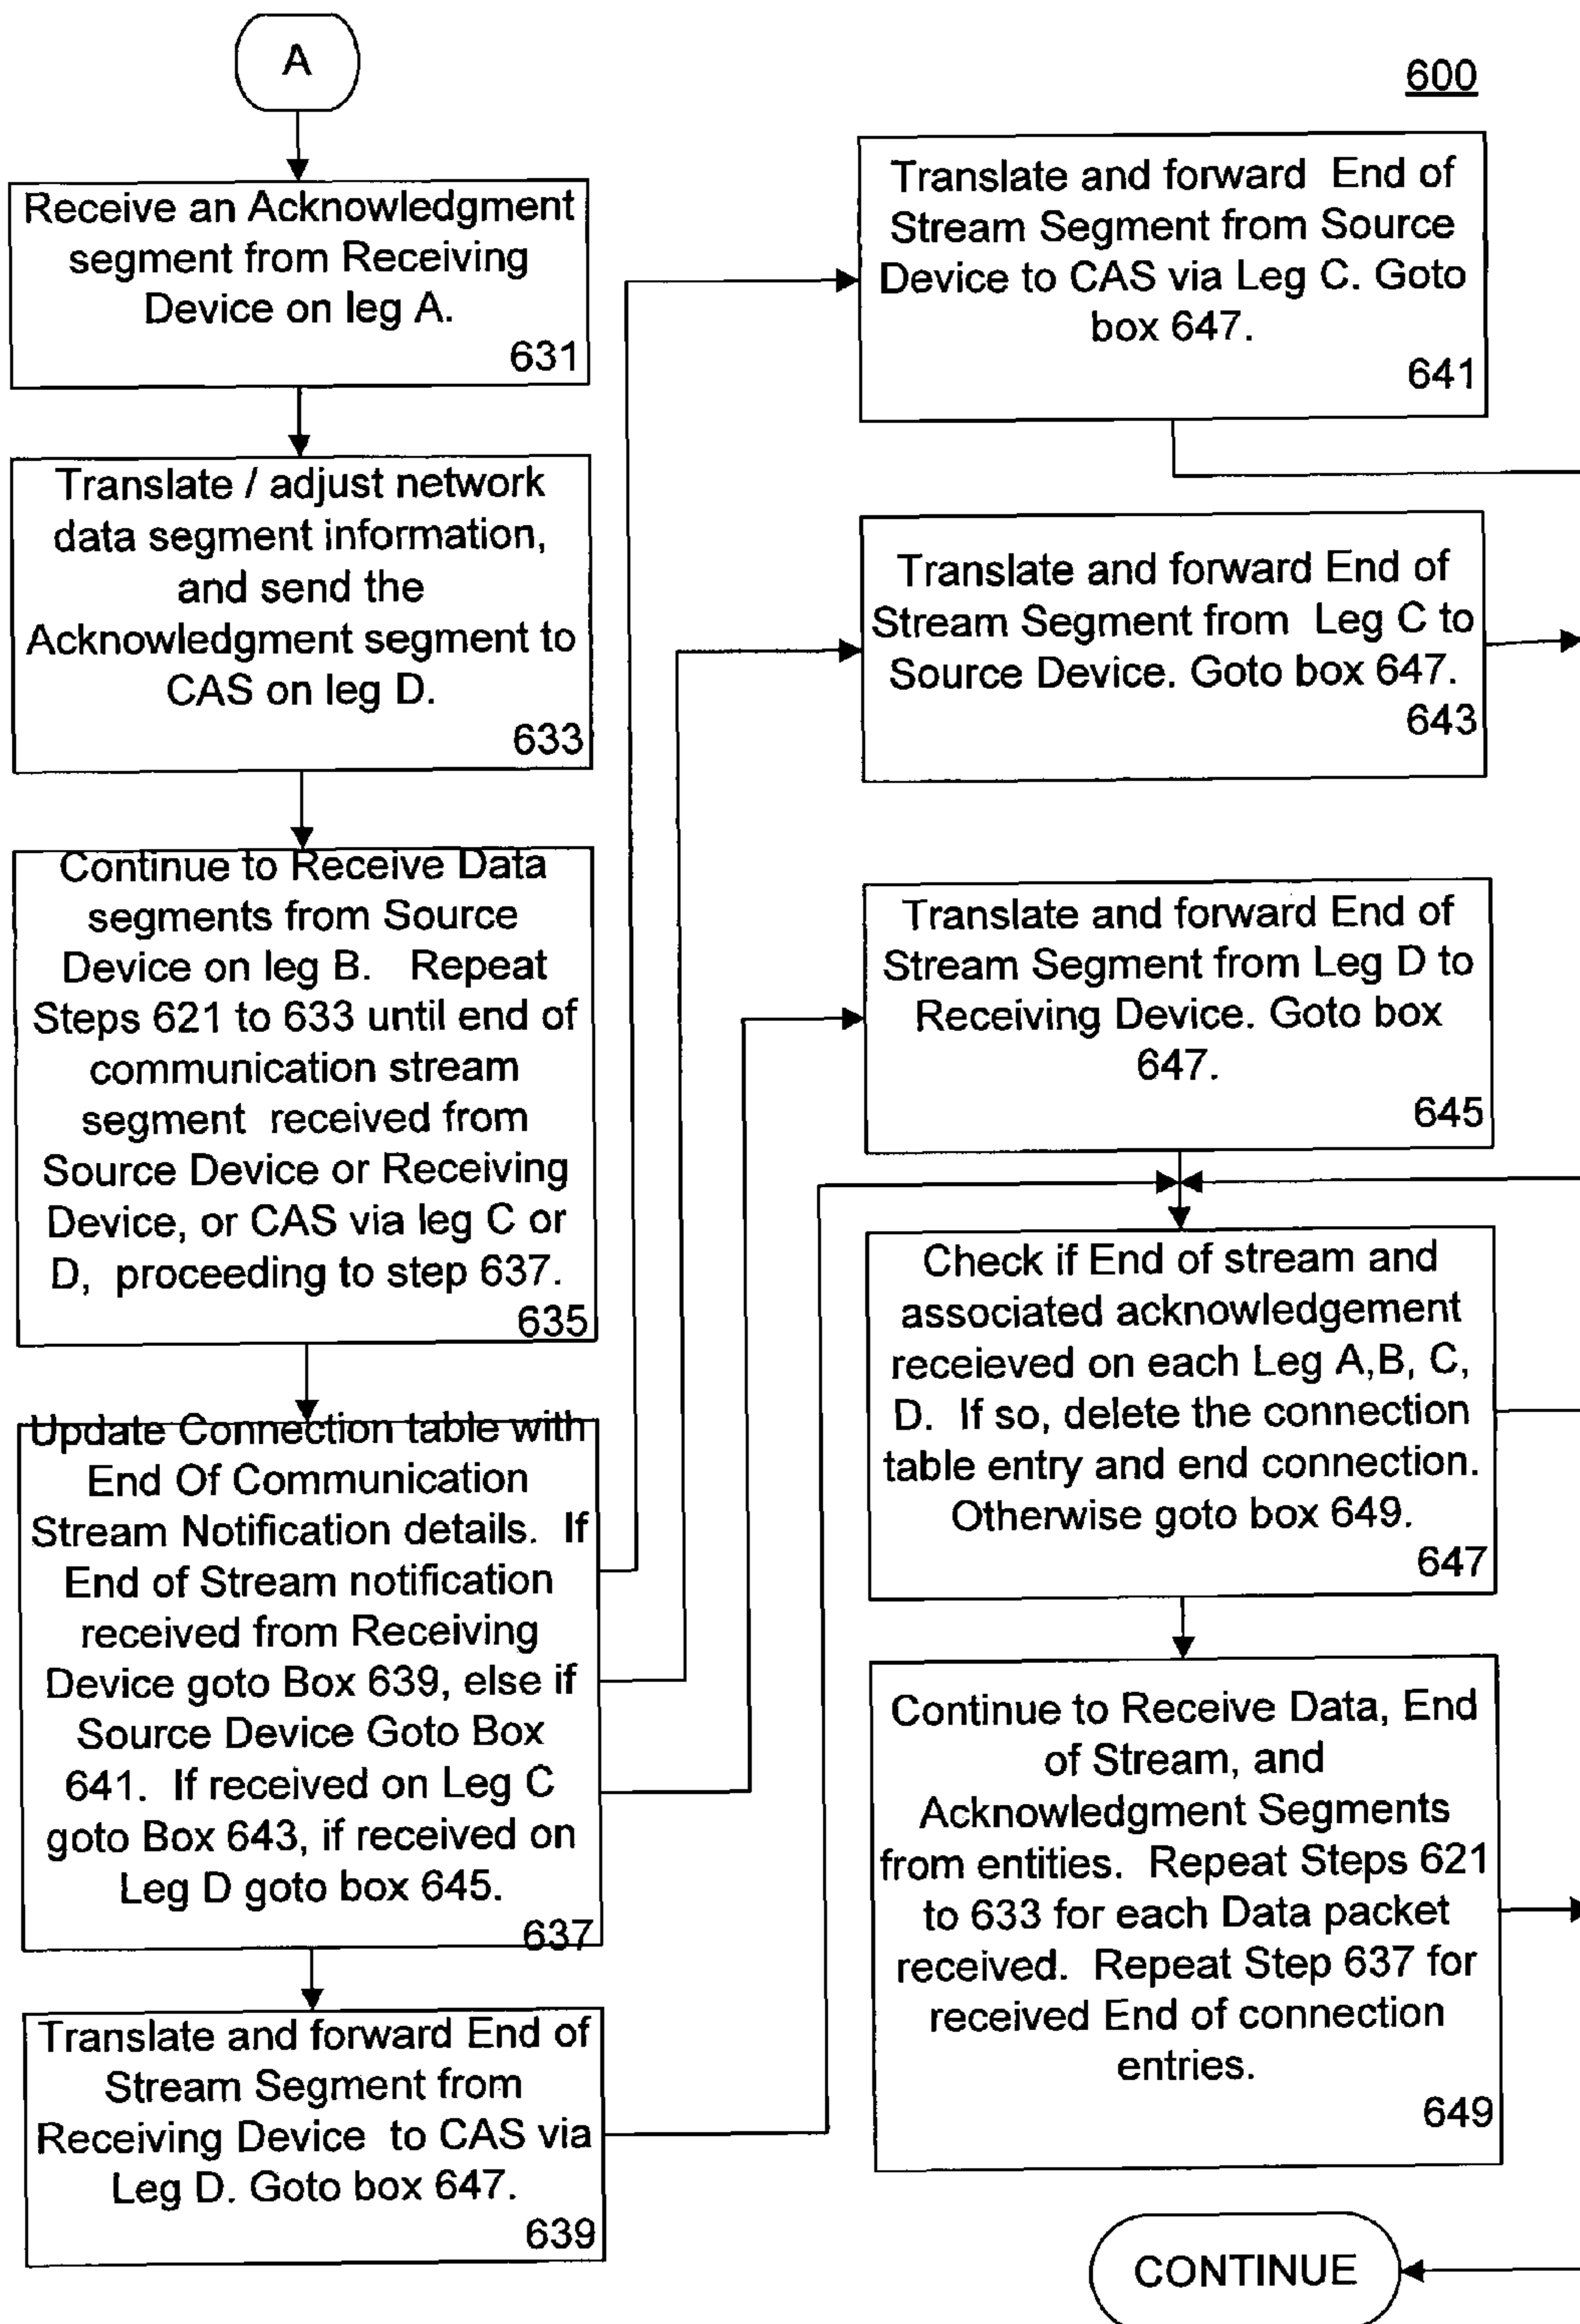 A
600
Receive an Acknowledgment
segment from Receiving
Device on leg A.
631
Translate / adjust network
data segment information,
and send the
Acknowledgment segment to
CAS on leg D.
633
Continue to Receive Data
segments from Source
Device on leg B. Repeat
Steps 621 to 633 until end of
communication stream
segment received from
Source Device or Receiving
Device, or CAS via leg C or
D, proceeding to step 637.
635
Update Connection table with
End Of Communication
Stream Notification details. If
End of Stream notification
received from Receiving
Device goto Box 639, else if
Source Device Goto Box
641. If received on Leg C
goto Box 643, if received on
Leg D goto box 645.
637
Translate and forward End of
Stream Segment from
Receiving Device to CAS via
Leg D. Goto box 647.
639
Translate and forward End of
Stream Segment from Source
Device to CAS via Leg C. Goto
box 647.
641
Translate and forward End of
Stream Segment from Leg C to
Source Device. Goto box 647.
643
Translate and forward End of
Stream Segment from Leg D to
Receiving Device. Goto box
647.
645
Check if End of stream and
associated acknowledgement
receieved on each Leg A,B, C,
D. If so, delete the connection
table entry and end connection.
Otherwise goto box 649.
647
Continue to Receive Data, End
of Stream, and
Acknowledgment Segments
from entities. Repeat Steps 621
to 633 for each Data packet
received. Repeat Step 637 for
received End of connection
entries.
649
CONTINUE